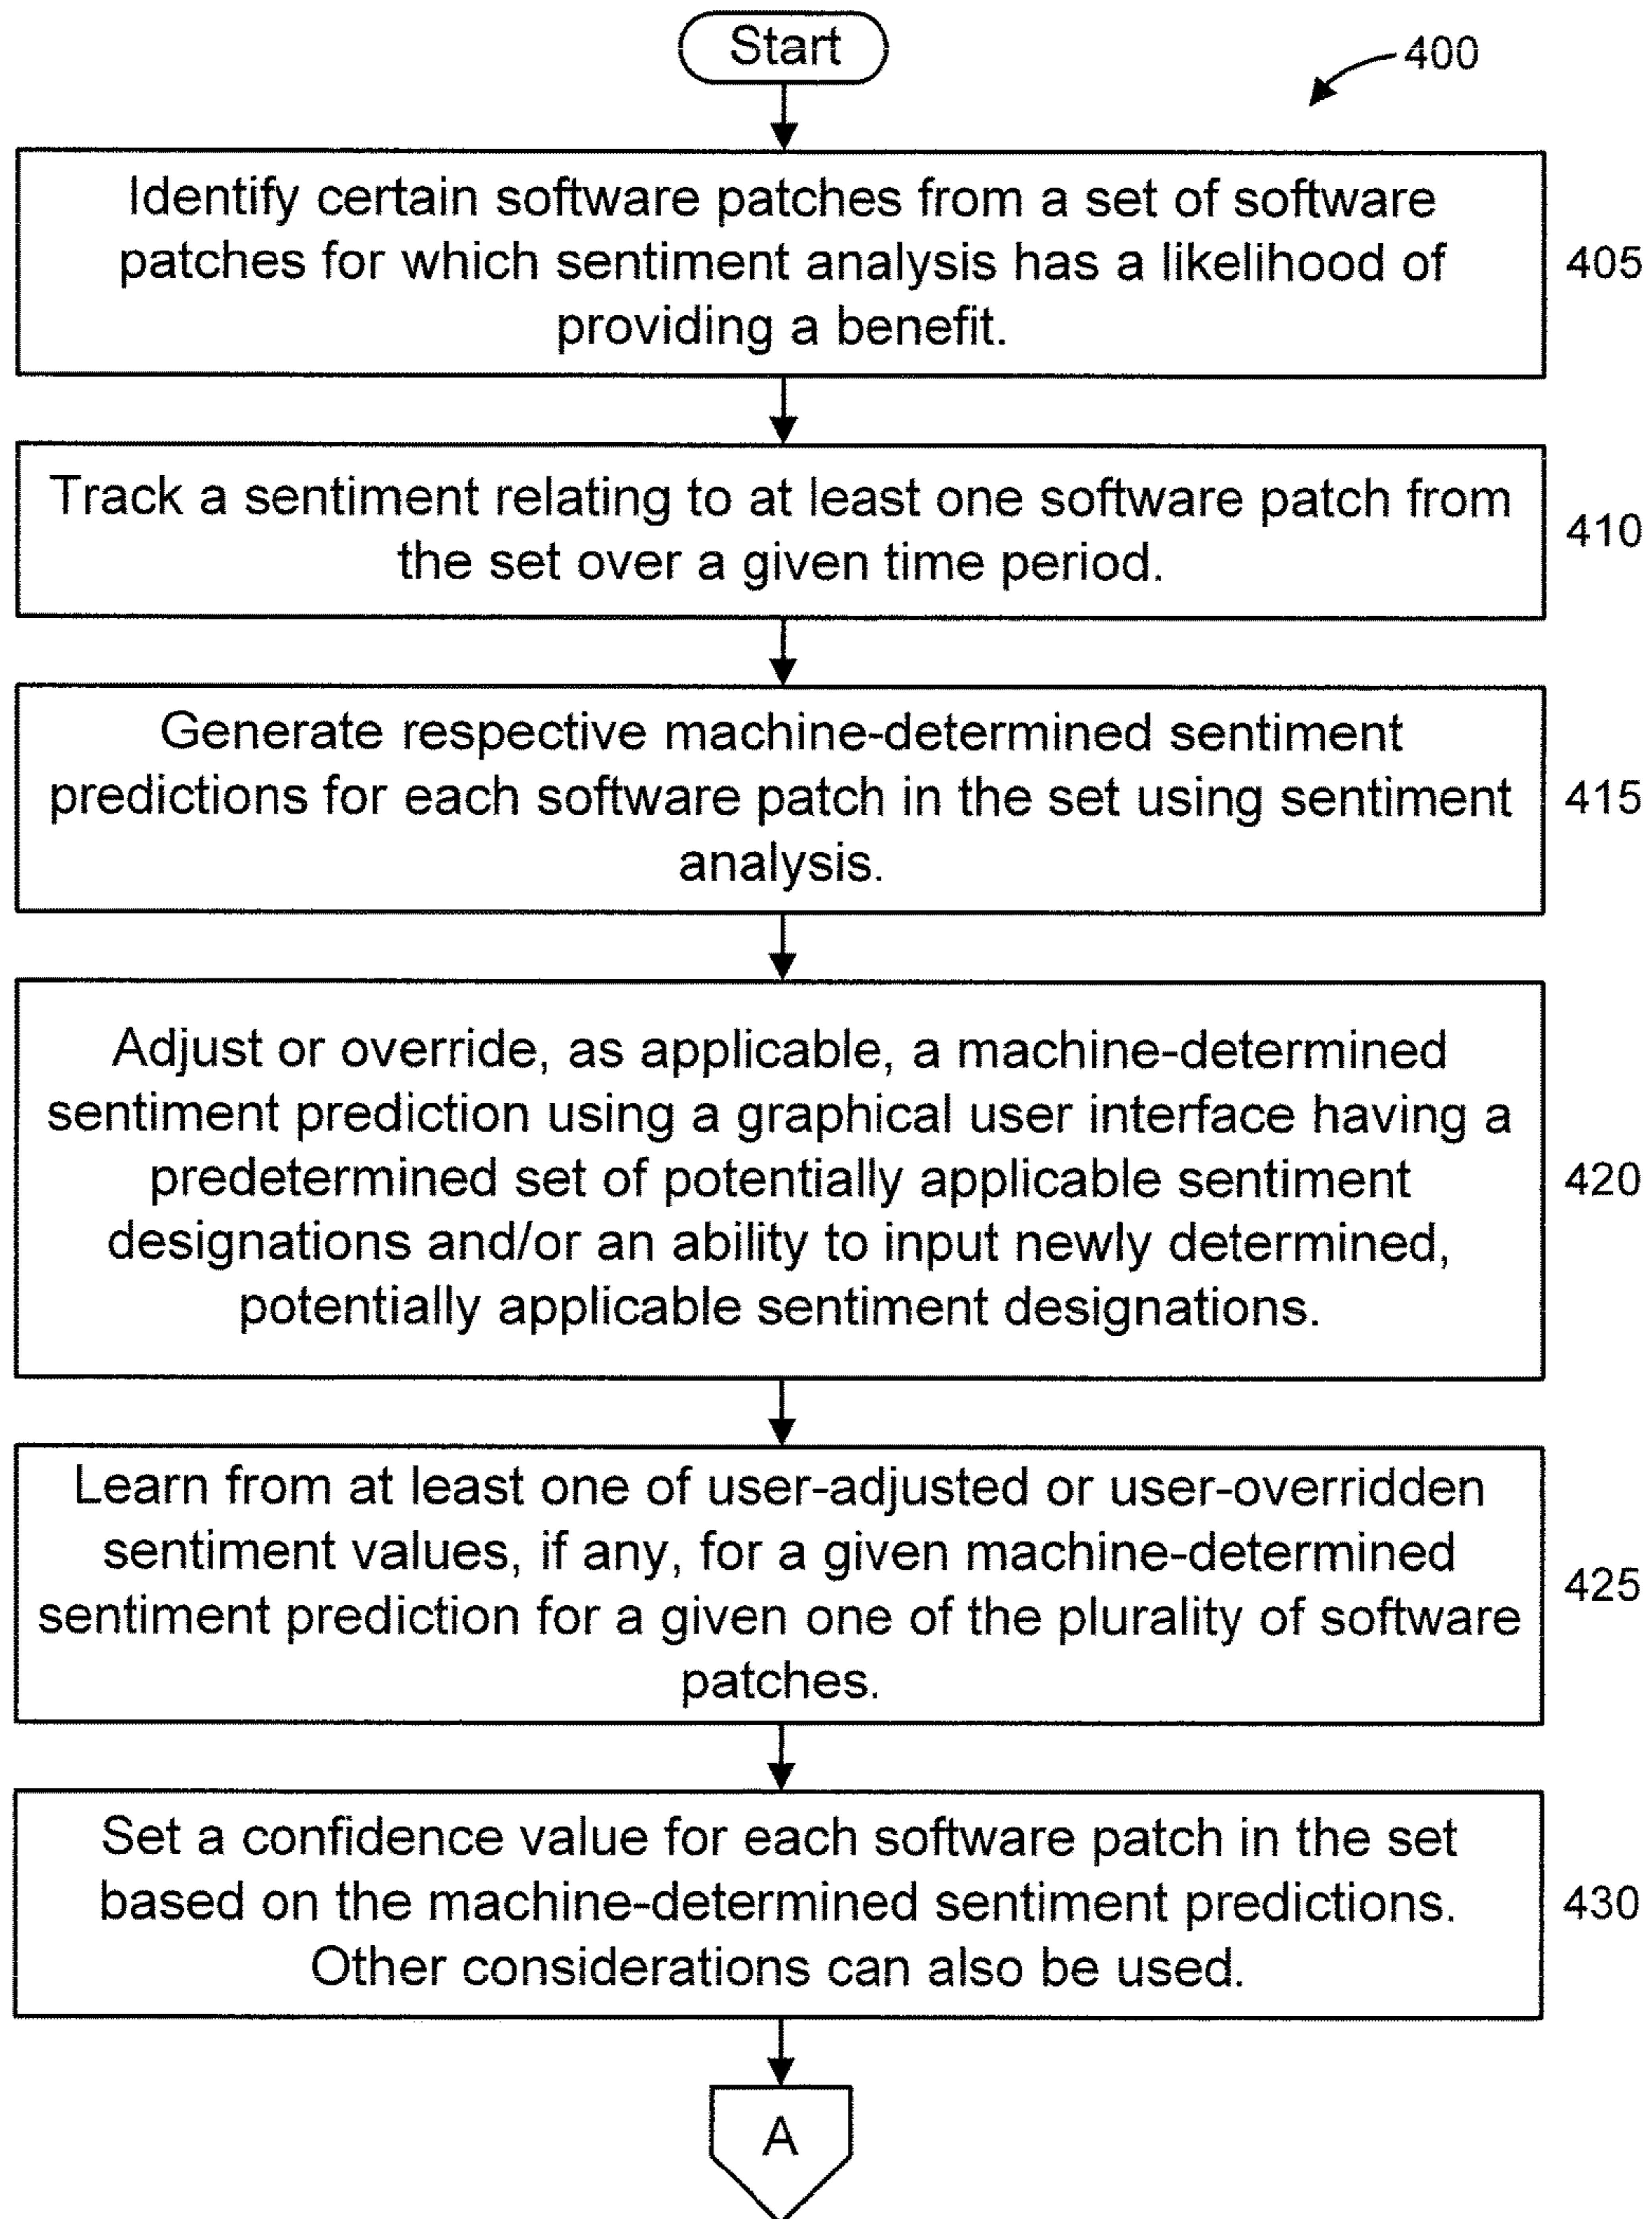 Start
400
Identify certain software patches from a set of software
patches for which sentiment analysis has a likelihood of
providing a benefit.
405
Track a sentiment relating to at least one software patch from
the set over a given time period.
410
Generate respective machine-determined sentiment
predictions for each software patch in the set using sentiment
analysis.
415
Adjust or override, as applicable, a machine-determined
sentiment prediction using a graphical user interface having a
predetermined set of potentially applicable sentiment
designations and/or an ability to input newly determined,
potentially applicable sentiment designations.
420
Learn from at least one of user-adjusted or user-overridden
sentiment values, if any, for a given machine-determined
sentiment prediction for a given one of the plurality of software
patches.
425
Set a confidence value for each software patch in the set
based on the machine-determined sentiment predictions.
Other considerations can also be used.
430
A